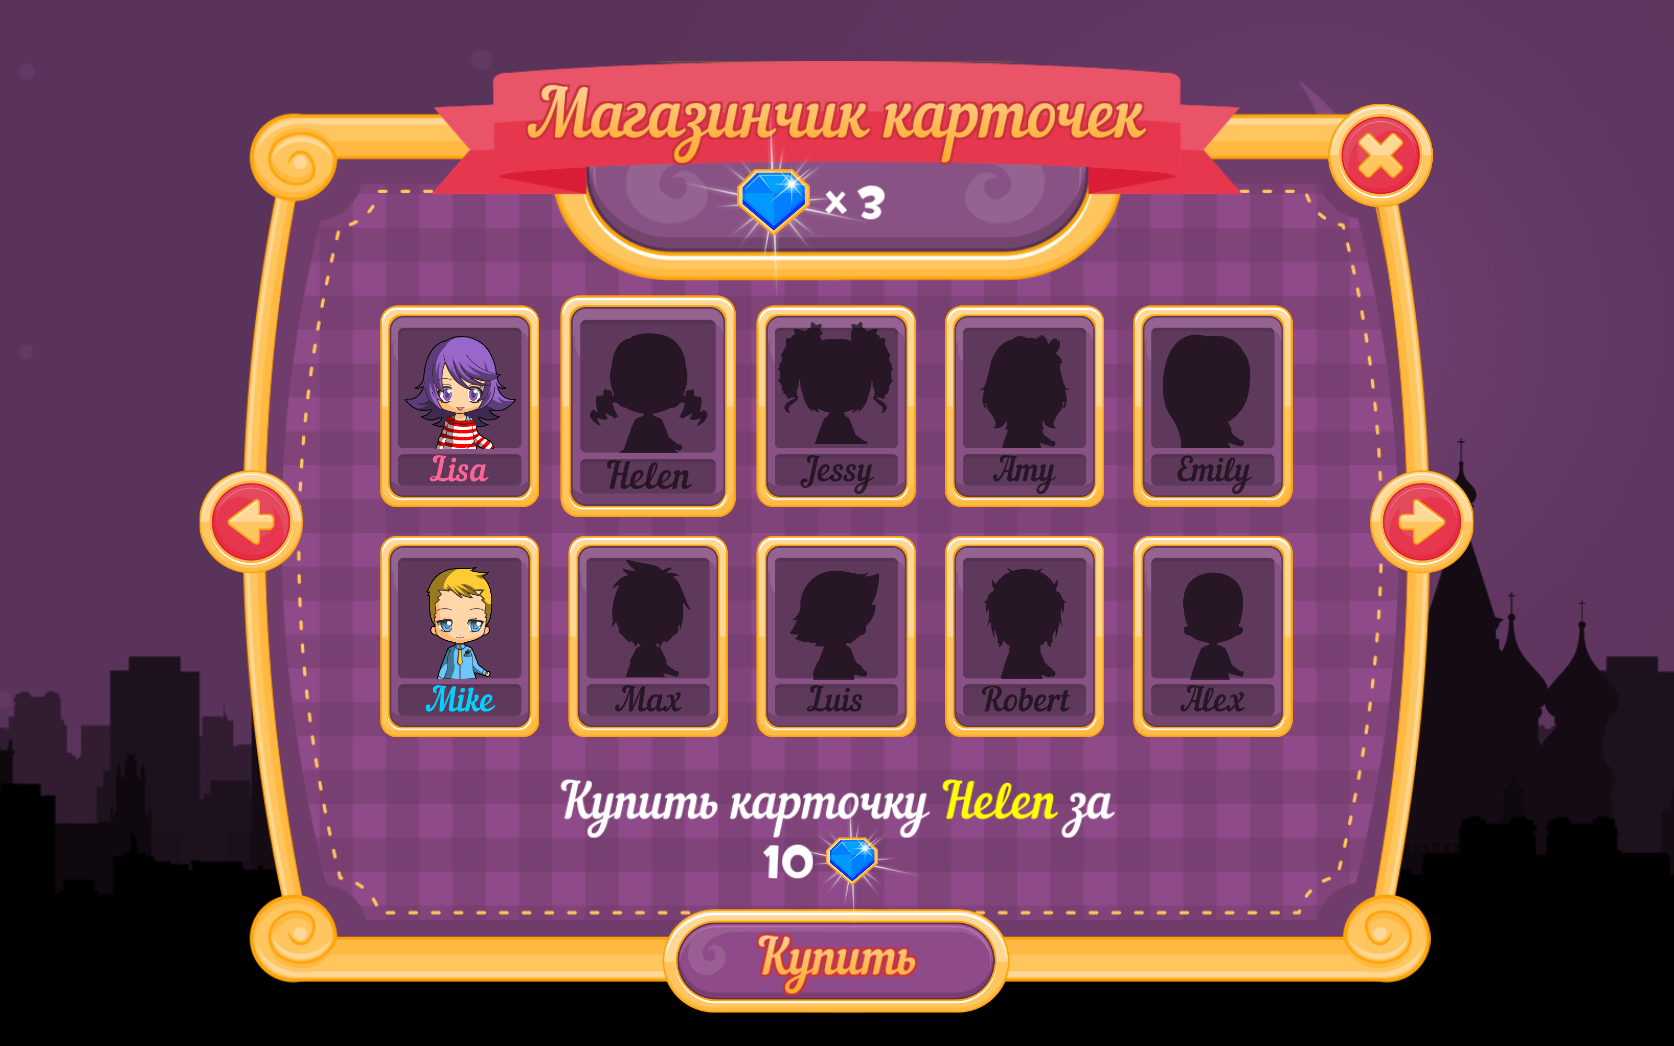 Магазинчик карточек
× 3
Lisa
Helen
Jessy
Amy
Emily
Mike
Max
Luis
Robert
Alex
Купить карточку Helen за
10
Купить